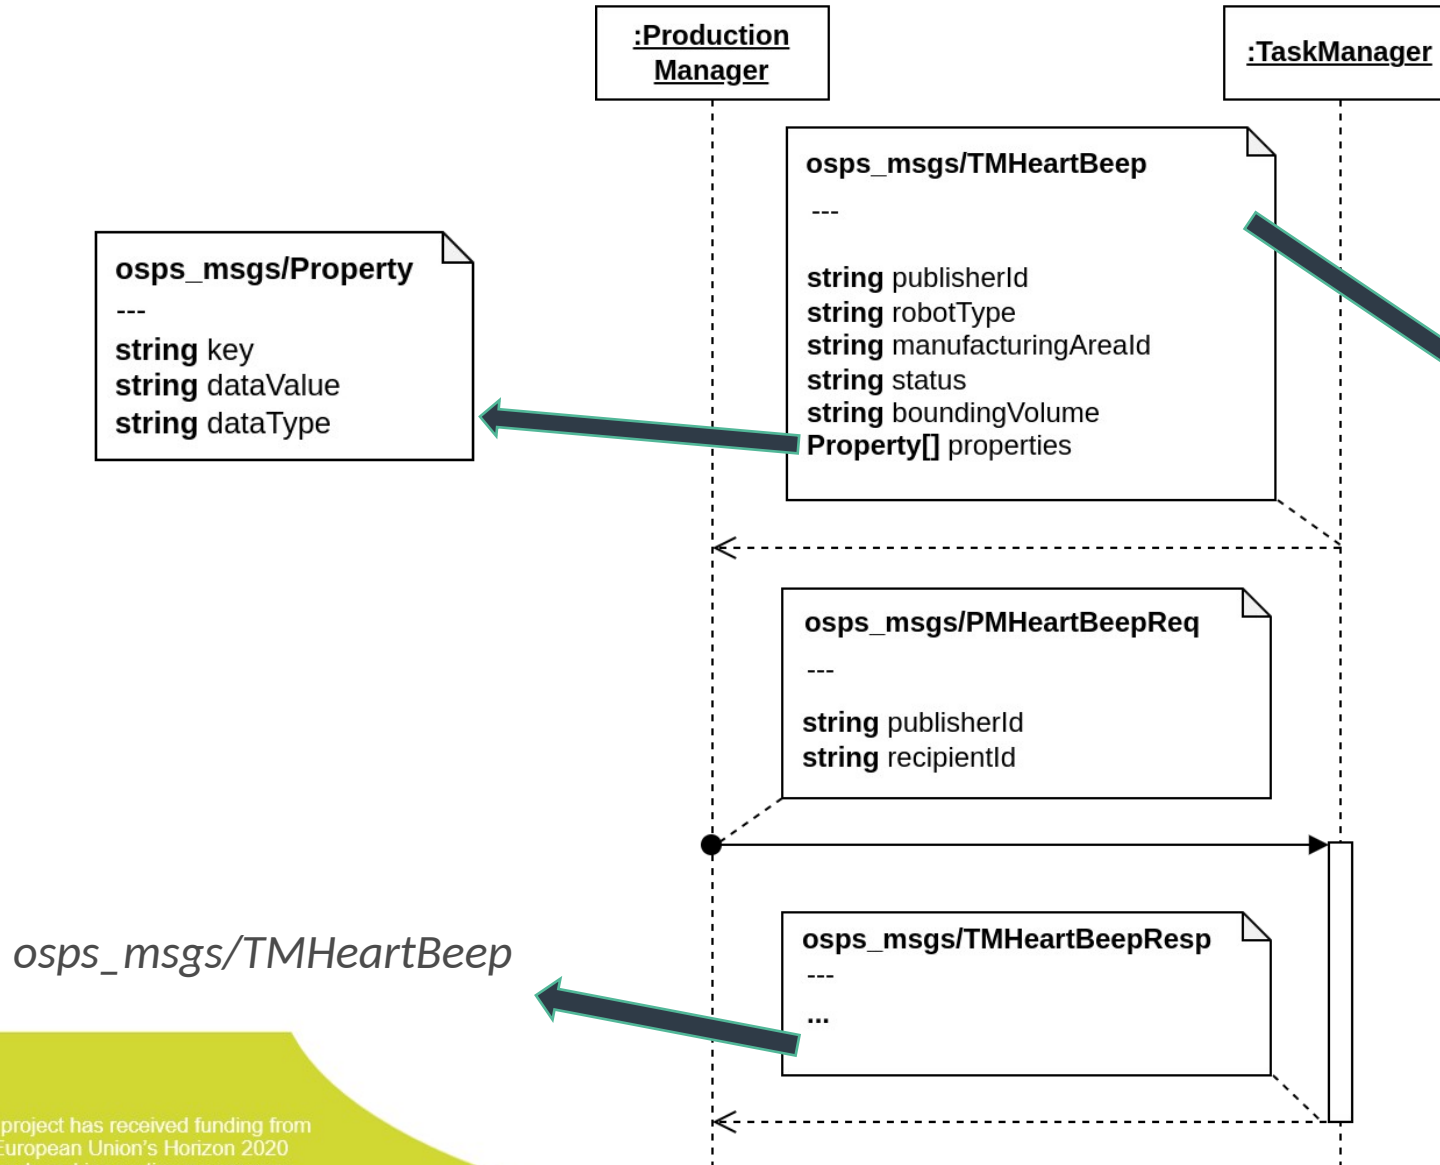 :Production
Manager
:TaskManager
osps_msgs/TMHeartBeep
---
string publisherId
string robotType
string manufacturingAreaId
string status
string boundingVolume
Property[] properties
osps_msgs/Property
---
string key
string dataValue
string dataType
osps_msgs/PMHeartBeepReq
---
string publisherId
string recipientId
osps_msgs/TMHeartBeepResp
---
...
osps_msgs/TMHeartBeep
project has received funding from
European Union's Horizon 2020